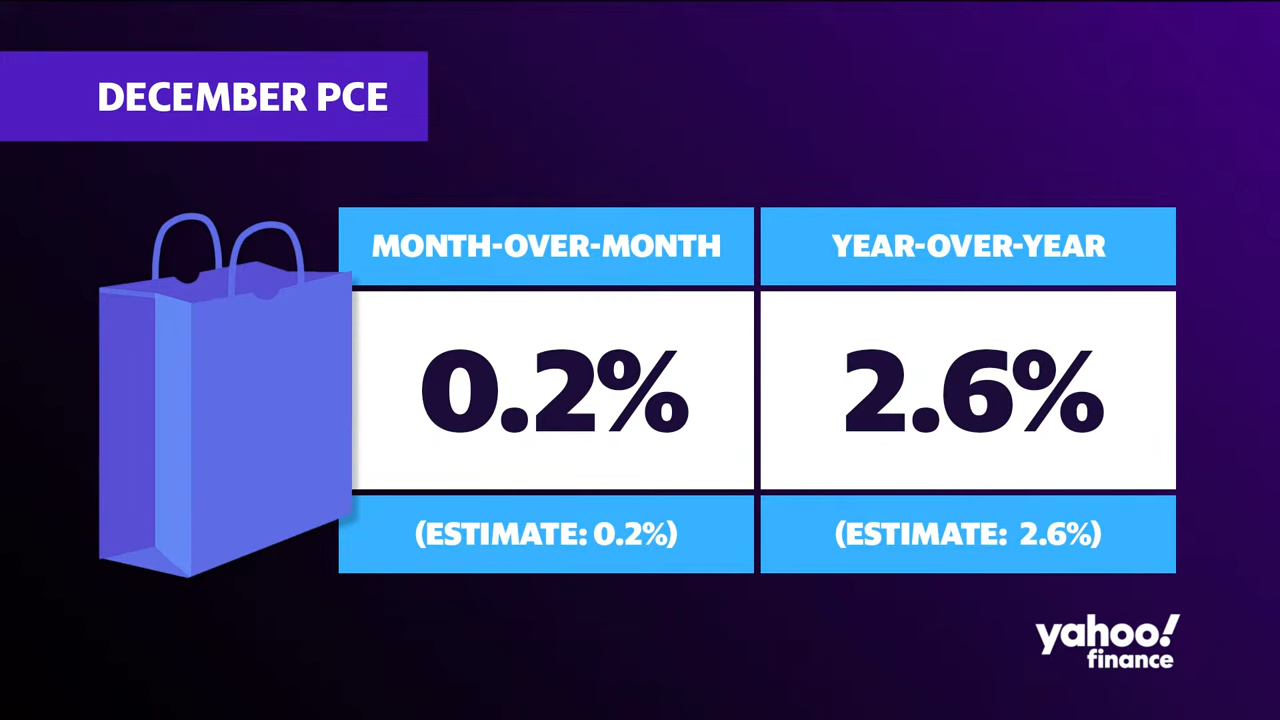 DECEMBER PCE
MONTH-OVER-MONTH
YEAR-OVER-YEAR
0.2%
2.6%
(ESTIMATE: 0.2%)
(ESTIMATE: 2.6%)
yahoo!
finance